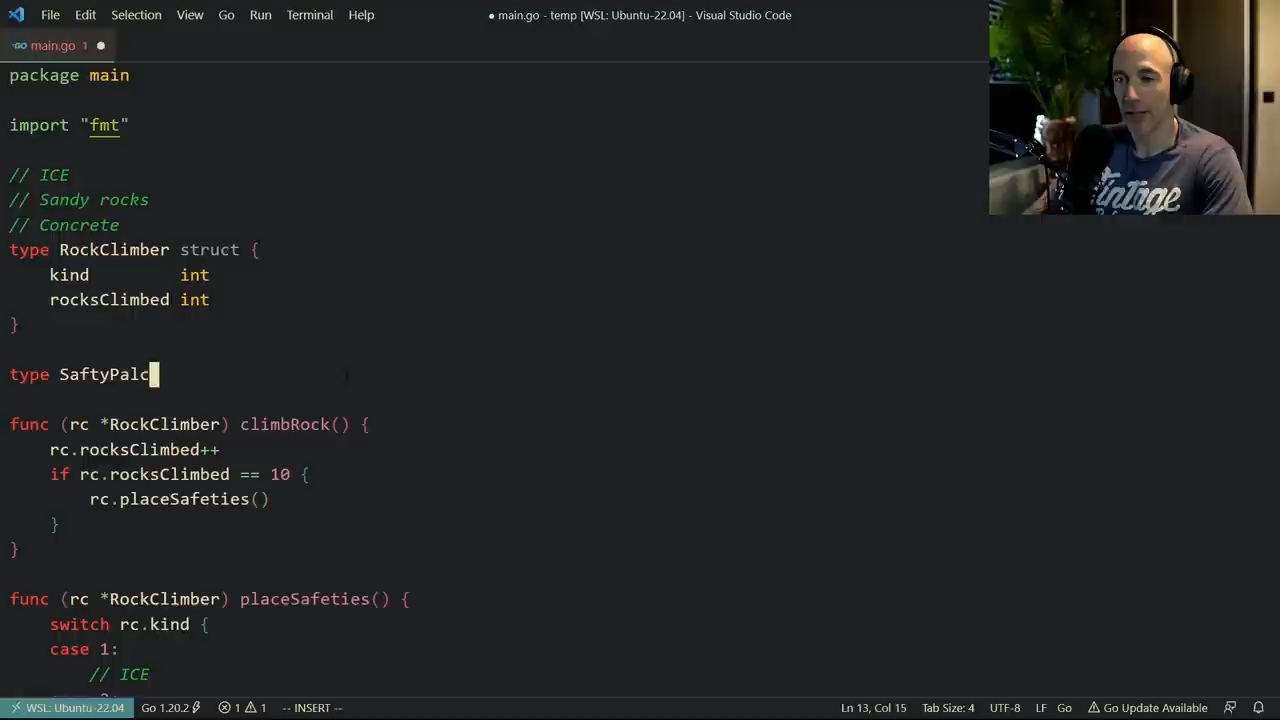 File Edit Selection View Go Run Terminal Help
● main.go - temp [WSL: Ubuntu-22.04] - Visual Studio Code
main.go 1
package main
import "fmt"
// ICE
// Sandy rocks
// Concrete
type RockClimber struct {
kind int
rocksClimbed int
}
type SaftyPalc
func (rc *RockClimber) climbRock() {
rc.rocksClimbed++
if rc.rocksClimbed == 10 {
rc.placeSafeties()
}
}
func (rc *RockClimber) placeSafeties() {
switch rc.kind {
case 1:
// ICE
WSL: Ubuntu-22.04 Go 1.20.2 1 1 -- INSERT -- Ln 13, Col 15 Tab Size: 4 UTF-8 LF Go Go Update Available